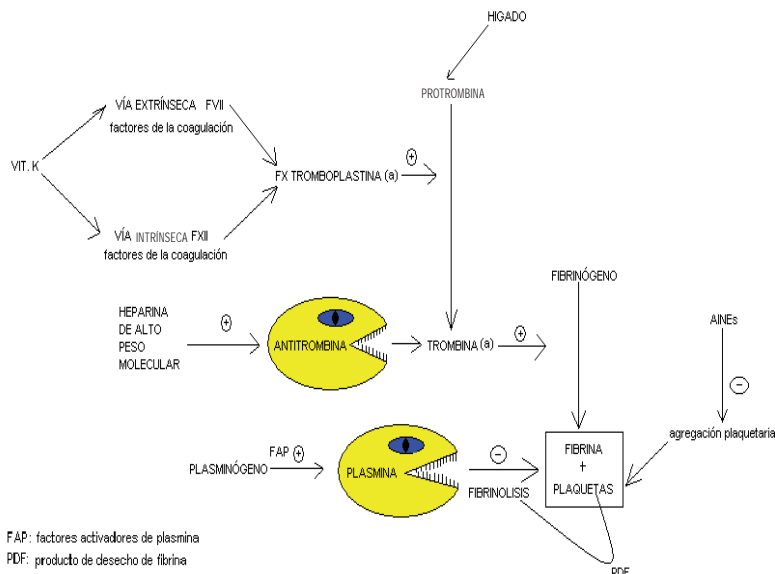 HIGADO
PROTROMBINA
VÍA EXTRÍNSECA FVII
factores de la coagulación
VIT. K
FX TROMBOPLASTINA (a)
+
VÍA INTRÍNSECA FXII
factores de la coagulación
FIBRINÓGENO
HEPARINA
DE ALTO
PESO
MOLECULAR
+
ANTITROMBINA
TROMBINA (a)
+
AINEs
−
agregación plaquetaria
PLASMINÓGENO
FAP +
PLASMINA
−
FIBRINOLISIS
FIBRINA
+
PLAQUETAS
FAP: factores activadores de plasmina
PDF: producto de desecho de fibrina
PDF